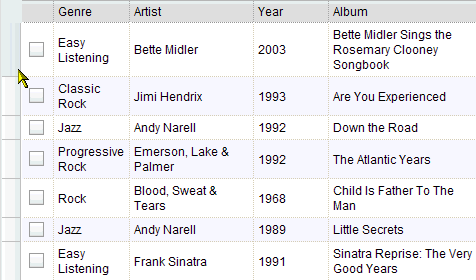 Genre Artist Year Album
Easy Listening Bette Midler 2003 Bette Midler Sings the Rosemary Clooney Songbook
Classic Rock Jimi Hendrix 1993 Are You Experienced
Jazz Andy Narell 1992 Down the Road
Progressive Rock Emerson, Lake & Palmer 1992 The Atlantic Years
Rock Blood, Sweat & Tears 1968 Child Is Father To The Man
Jazz Andy Narell 1989 Little Secrets
Easy Listening Frank Sinatra 1991 Sinatra Reprise: The Very Good Years